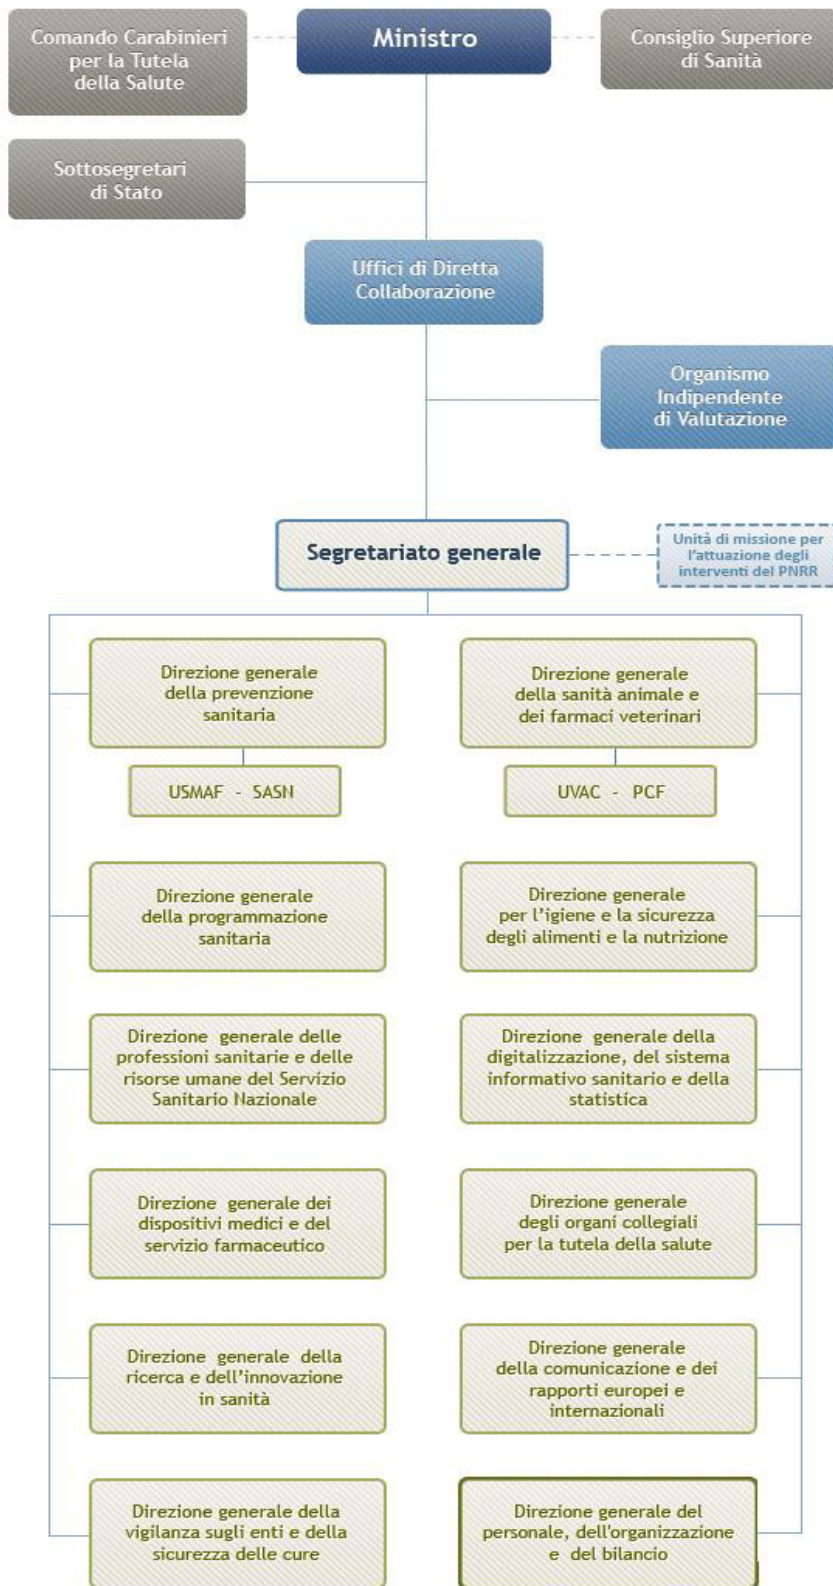 Comando Carabinieri
per la Tutela
della Salute
Ministro
Consiglio Superiore
di Sanità
Sottosegretari
di Stato
Uffici di Diretta
Collaborazione
Organismo
Indipendente
di Valutazione
Segretariato generale
Unità di missione per
l'attuazione degli
interventi del PNRR
Direzione generale
della prevenzione
sanitaria
Direzione generale
della sanità animale e
dei farmaci veterinari
USMAF - SASN
UVAC - PCF
Direzione generale
della programmazione
sanitaria
Direzione generale
per l'igiene e la sicurezza
degli alimenti e la nutrizione
Direzione generale delle
professioni sanitarie e delle
risorse umane del Servizio
Sanitario Nazionale
Direzione generale della
digitalizzazione, del sistema
informativo sanitario e della
statistica
Direzione generale dei
dispositivi medici e del
servizio farmaceutico
Direzione generale
degli organi collegiali
per la tutela della salute
Direzione generale della
ricerca e dell'innovazione
in sanità
Direzione generale
della comunicazione e dei
rapporti europei e
internazionali
Direzione generale della
vigilanza sugli enti e della
sicurezza delle cure
Direzione generale del
personale, dell'organizzazione
e del bilancio